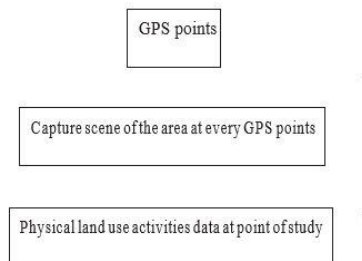 GPS points
Capture scene of the area at every GPS points
Physical land use activities data at point of study